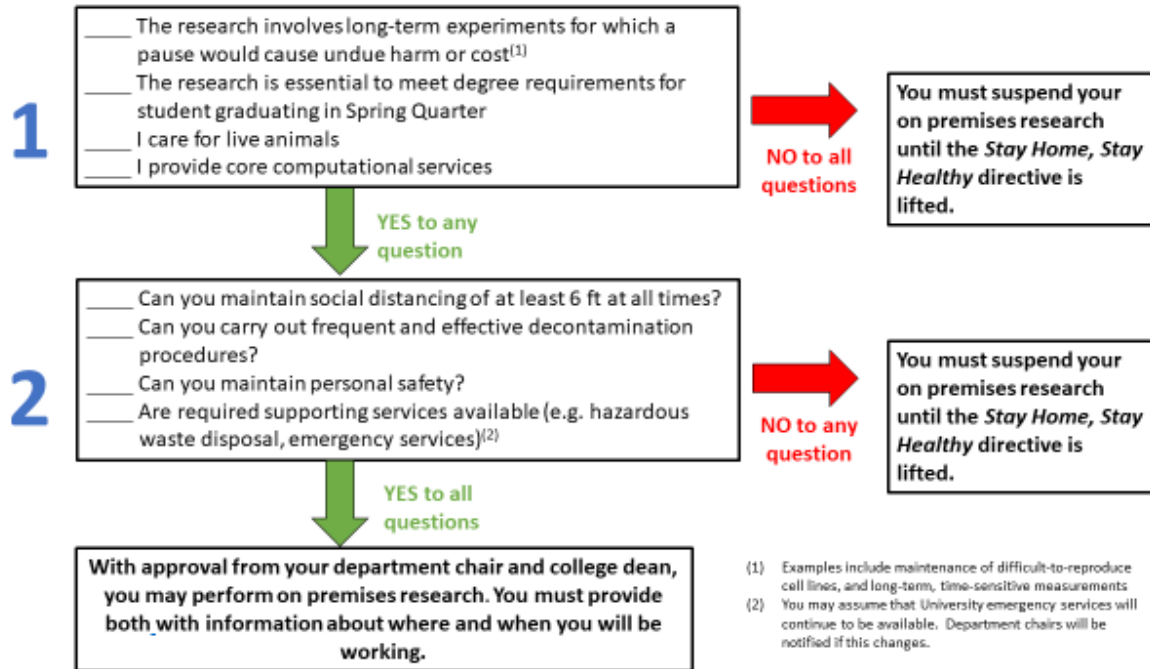 1
____ The research involves long-term experiments for which a
pause would cause undue harm or cost(1)
____ The research is essential to meet degree requirements for
student graduating in Spring Quarter
____ I care for live animals
____ I provide core computational services
NO to all
questions
You must suspend your
on premises research
until the Stay Home, Stay
Healthy directive is
lifted.
YES to any
question
2
____ Can you maintain social distancing of at least 6 ft at all times?
____ Can you carry out frequent and effective decontamination
procedures?
____ Can you maintain personal safety?
____ Are required supporting services available (e.g. hazardous
waste disposal, emergency services)(2)
NO to any
question
You must suspend your
on premises research
until the Stay Home, Stay
Healthy directive is
lifted.
YES to all
questions
With approval from your department chair and college dean,
you may perform on premises research. You must provide
both with information about where and when you will be
working.
(1) Examples include maintenance of difficult-to-reproduce
cell lines, and long-term, time-sensitive measurements
(2) You may assume that University emergency services will
continue to be available. Department chairs will be
notified if this changes.